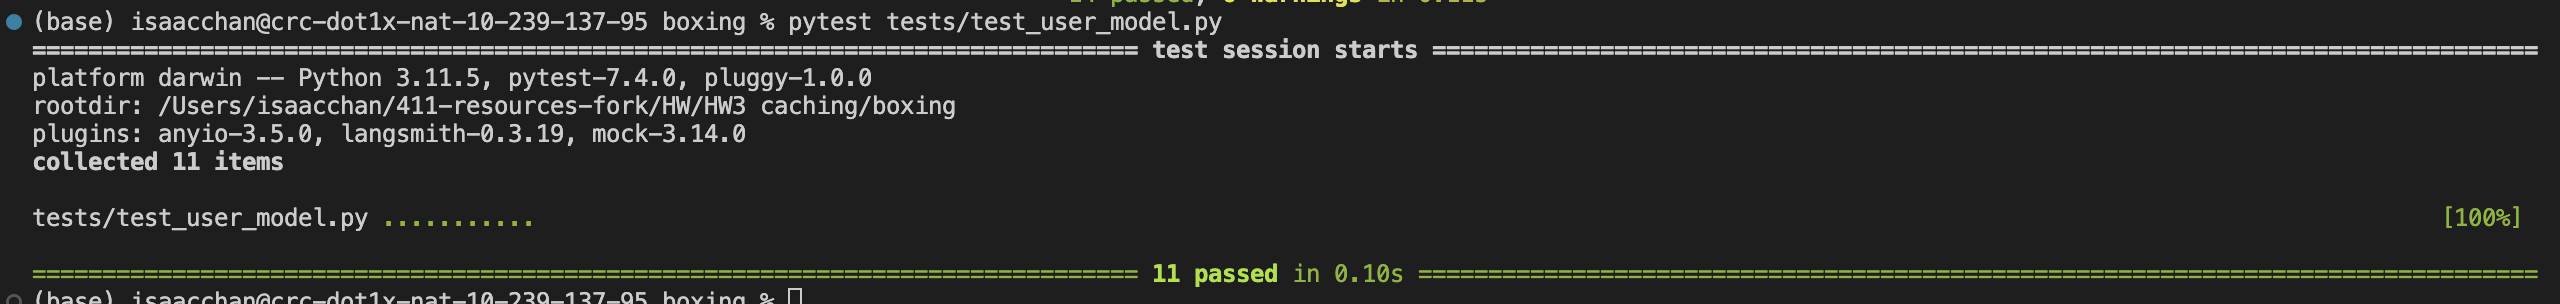 passed, warnings in
(base) isaacchan@crc-dot1x-nat-10-239-137-95 boxing % pytest tests/test_user_model.py
============================== test session starts ==============================
platform darwin -- Python 3.11.5, pytest-7.4.0, pluggy-1.0.0
rootdir: /Users/isaacchan/411-resources-fork/HW/HW3 caching/boxing
plugins: anyio-3.5.0, langsmith-0.3.19, mock-3.14.0
collected 11 items
tests/test_user_model.py ........... [100%]
============================== 11 passed in 0.10s ==============================
(base) isaacchan@crc-dot1x-nat-10-239-137-95 boxing %